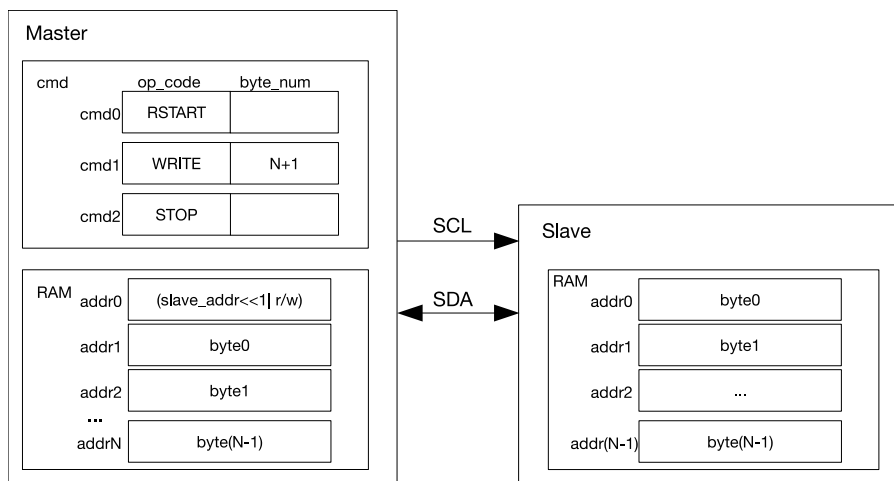 Master
cmd op_code byte_num
cmd0 RSTART
cmd1 WRITE N+1
cmd2 STOP
RAM
addr0 (slave_addr<<1| r/w)
addr1 byte0
addr2 byte1
...
addrN byte(N-1)
SCL
SDA
Slave
RAM
addr0 byte0
addr1 byte1
addr2 ...
addr(N-1) byte(N-1)